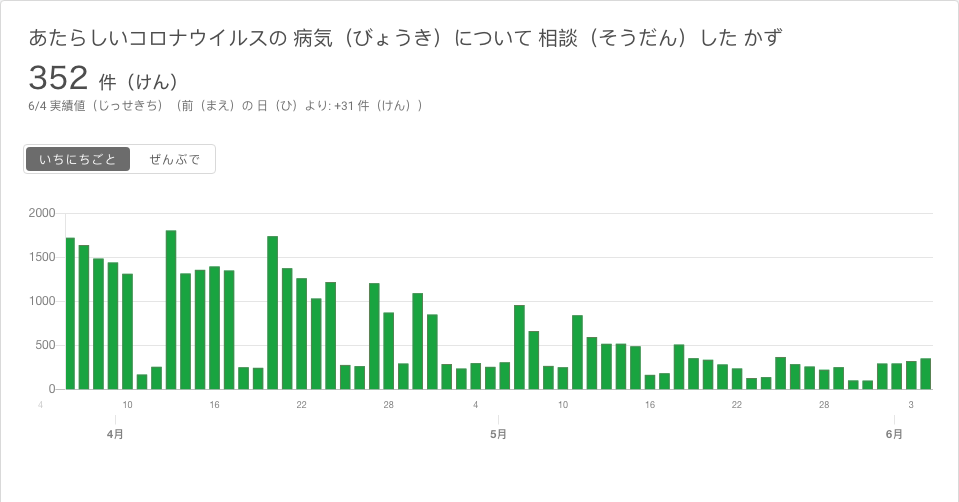 あたらしいコロナウイルスの 病気（びょうき）について 相談（そうだん）した かず
352 件（けん）
6/4 実績値（じっせきち）（前（まえ）の 日（ひ）より: +31 件（けん））
いちにちごと ぜんぶで
2000
1500
1000
500
0
4 10 16 22 28 4 10 16 22 28 3
4月 5月 6月